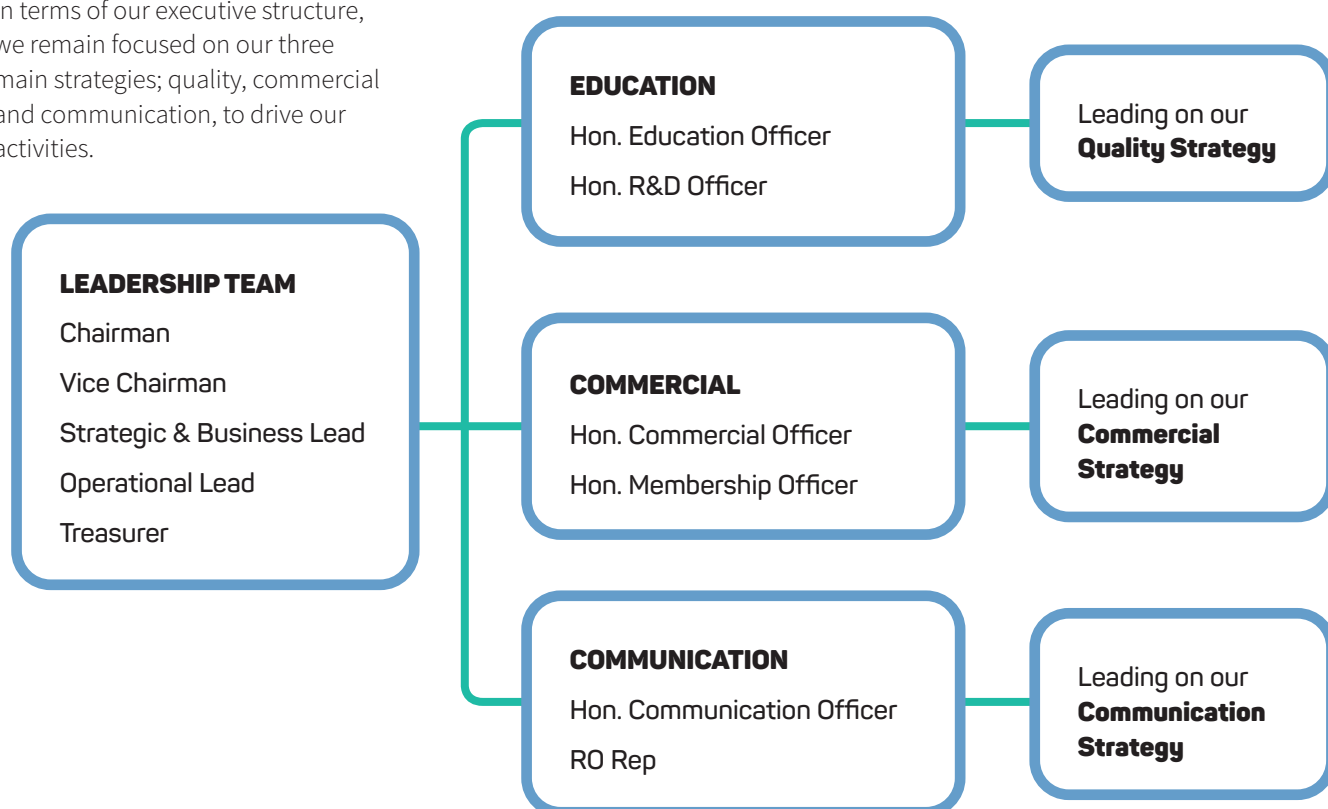 in terms of our executive structure,
we remain focused on our three
main strategies; quality, commercial
and communication, to drive our
activities.
LEADERSHIP TEAM
Chairman
Vice Chairman
Strategic & Business Lead
Operational Lead
Treasurer
EDUCATION
Hon. Education Officer
Hon. R&D Officer
Leading on our
Quality Strategy
COMMERCIAL
Hon. Commercial Officer
Hon. Membership Officer
Leading on our
Commercial
Strategy
COMMUNICATION
Hon. Communication Officer
RO Rep
Leading on our
Communication
Strategy